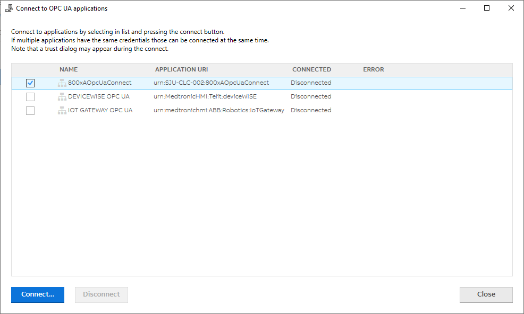 Connect to OPC UA applications
Connect to applications by selecting in list and pressing the connect button.
If multiple applications have the same credentials those can be connected at the same time.
Note that a trust dialog may appear during the connect.
NAME APPLICATION URI CONNECTED ERROR
800xAOpcUaConnect urn:SJU-CLC-002:800xAOpcUaConnect Disconnected
DEVICEWISE OPC UA urn:MedtronicHMI:Telit:deviceWISE Disconnected
IOT GATEWAY OPC UA urn:medtronichmi:ABB.Robotics.IoTGateway Disconnected
Connect... Disconnect Close